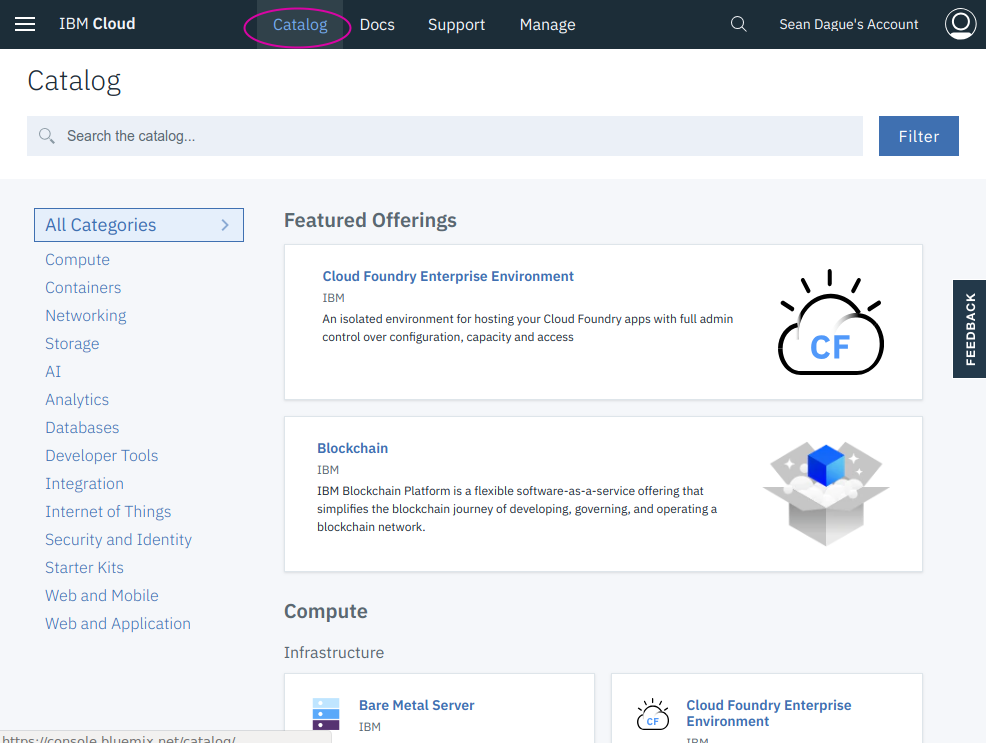 IBM Cloud
Catalog
Docs
Support
Manage
Sean Dague's Account
Catalog
Search the catalog...
Filter
All Categories
Compute
Containers
Networking
Storage
AI
Analytics
Databases
Developer Tools
Integration
Internet of Things
Security and Identity
Starter Kits
Web and Mobile
Web and Application
Featured Offerings
Cloud Foundry Enterprise Environment
IBM
An isolated environment for hosting your Cloud Foundry apps with full admin
control over configuration, capacity and access
CF
Blockchain
IBM
IBM Blockchain Platform is a flexible software-as-a-service offering that
simplifies the blockchain journey of developing, governing, and operating a
blockchain network.
FEEDBACK
Compute
Infrastructure
Bare Metal Server
IBM
CF
Cloud Foundry Enterprise
Environment
IBM
https://console.bluemix.net/catalog/